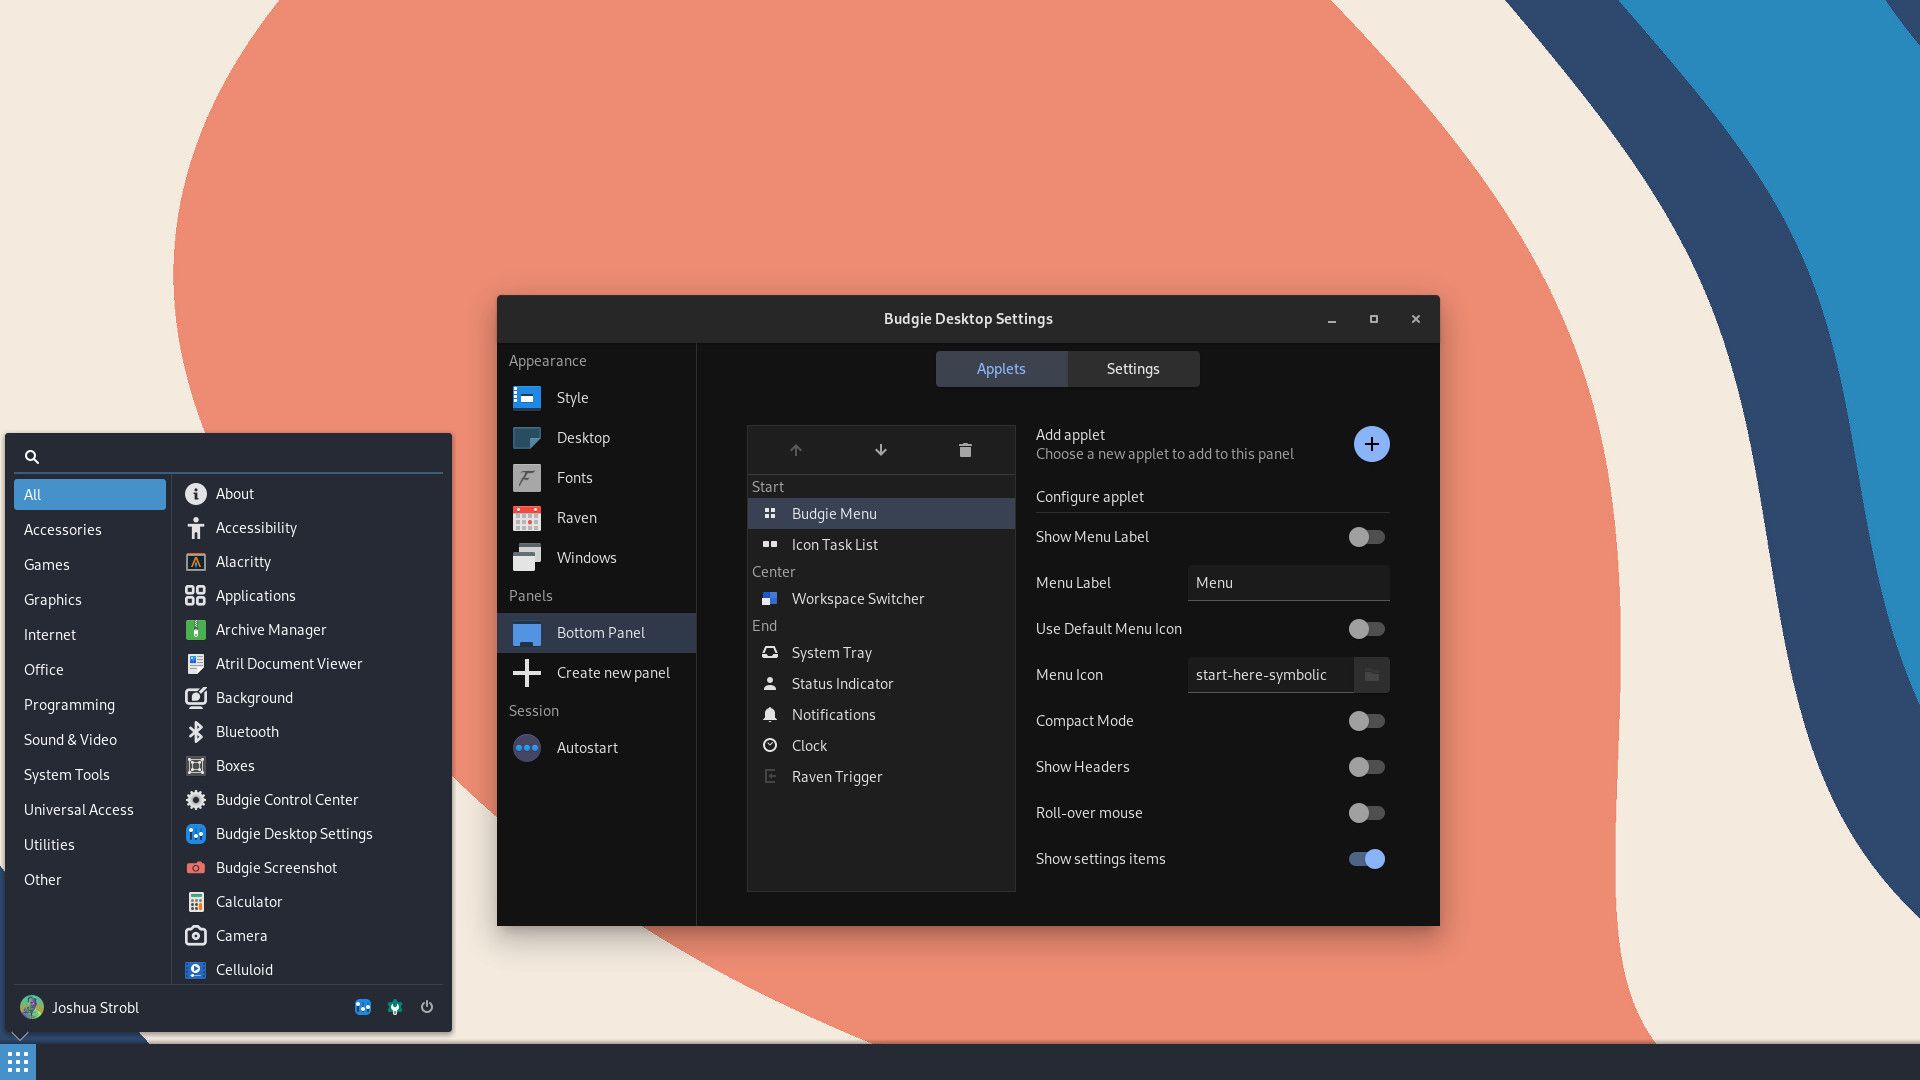 Budgie Desktop Settings
Appearance
Style
Desktop
Fonts
Raven
Windows
Panels
Bottom Panel
Create new panel
Session
Autostart
Applets
Settings
Start
Budgie Menu
Icon Task List
Center
Workspace Switcher
End
System Tray
Status Indicator
Notifications
Clock
Raven Trigger
Add applet
Choose a new applet to add to this panel
Configure applet
Show Menu Label
Menu Label
Menu
Use Default Menu Icon
Menu Icon
start-here-symbolic
Compact Mode
Show Headers
Roll-over mouse
Show settings items
All
Accessories
Games
Graphics
Internet
Office
Programming
Sound & Video
System Tools
Universal Access
Utilities
Other
About
Accessibility
Alacritty
Applications
Archive Manager
Atril Document Viewer
Background
Bluetooth
Boxes
Budgie Control Center
Budgie Desktop Settings
Budgie Screenshot
Calculator
Camera
Celluloid
Joshua Strobl